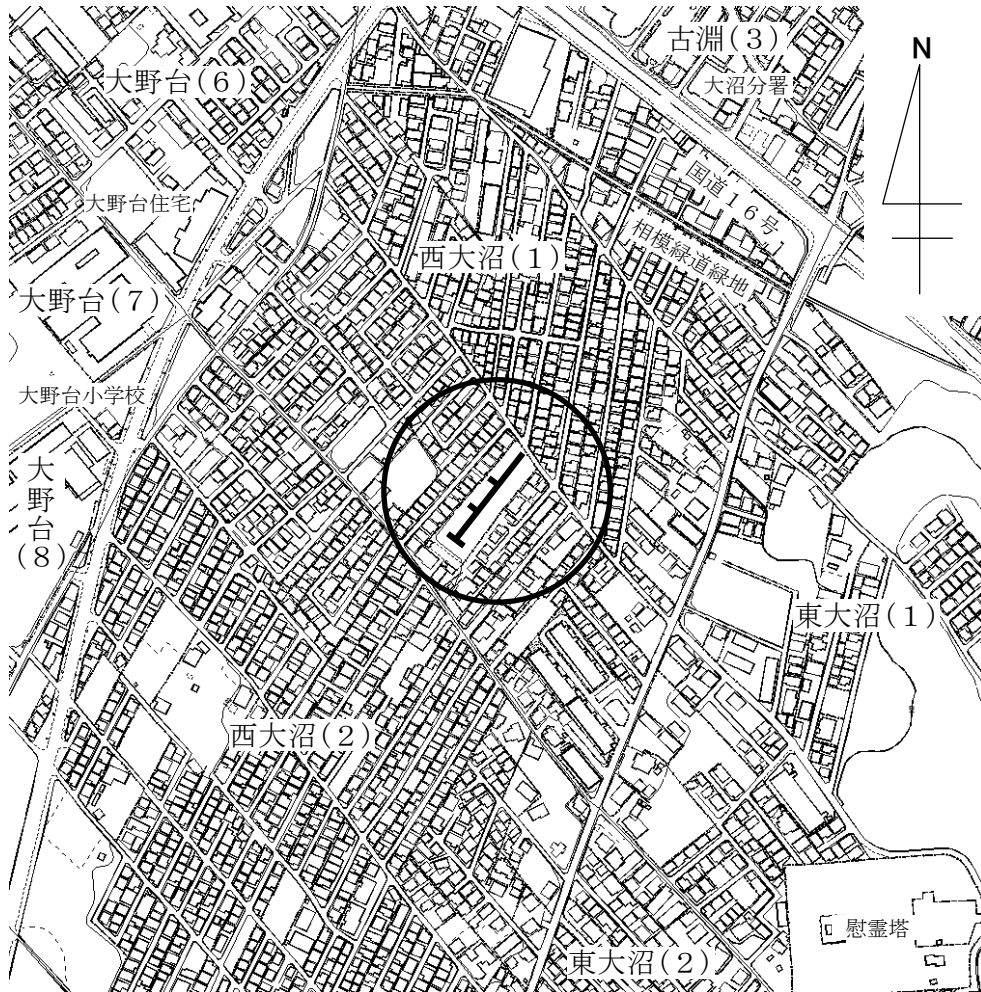 古淵(3)
N
大野台(6)
大沼分署
国道16号
大野台住宅
相模緑道緑地
西大沼(1)
大野台(7)
大野台小学校
大野台(8)
東大沼(1)
西大沼(2)
慰霊塔
東大沼(2)